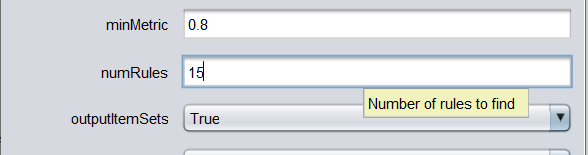 minMetric 0.8
numRules 15
Number of rules to find
outputItemSets True